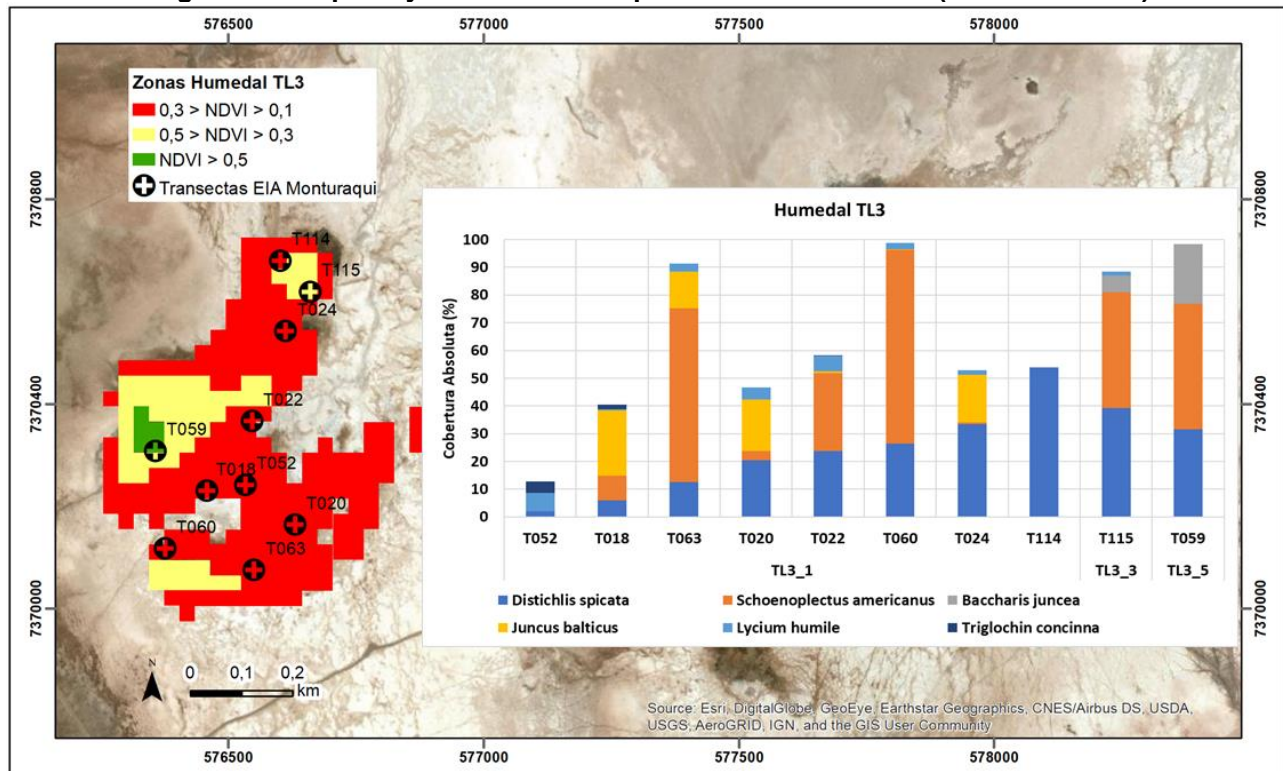 576500 577000 577500 578000
Zonas Humedal TL3
0,3 > NDVI > 0,1
0,5 > NDVI > 0,3
NDVI > 0,5
Transectas EIA Monturaqui
7370800
7370800
T114
T115
T024
T022
T059
T052
T018
T020
T060
T063
Humedal TL3
Cobertura Absoluta (%)
100
90
80
70
60
50
40
30
20
10
0
T052 T018 T063 T020 T022 T060 T024 T114 T115 T059
TL3_1 TL3_3 TL3_5
Distichlis spicata Schoenoplectus americanus Baccharis juncea
Juncus balticus Lycium humile Triglochin concinna
7370400
7370400
7370000
7370000
N
0 0,1 0,2
km
Source: Esri, DigitalGlobe, GeoEye, Earthstar Geographics, CNES/Airbus DS, USDA,
USGS, AeroGRID, IGN, and the GIS User Community
576500 577000 577500 578000